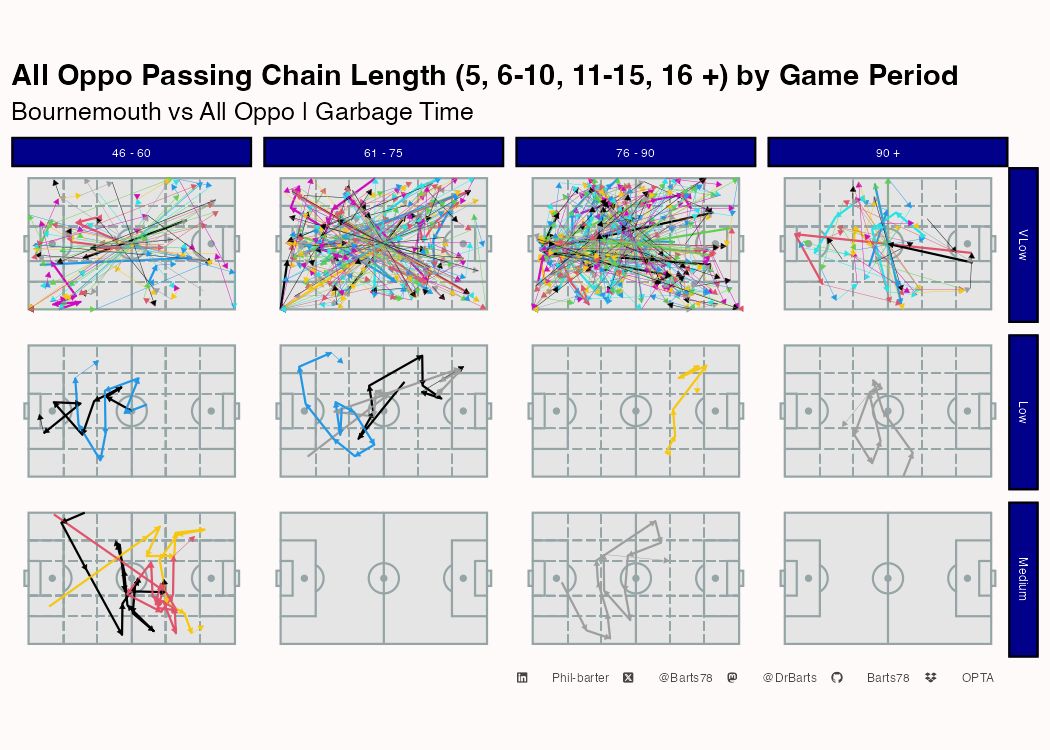 All Oppo Passing Chain Length (5, 6-10, 11-15, 16 +) by Game Period
Bournemouth vs All Oppo | Garbage Time
46 - 60 61 - 75 76 - 90 90 +
VLow
Low
Medium
Phil-barter @Barts78 @DrBarts Barts78 OPTA